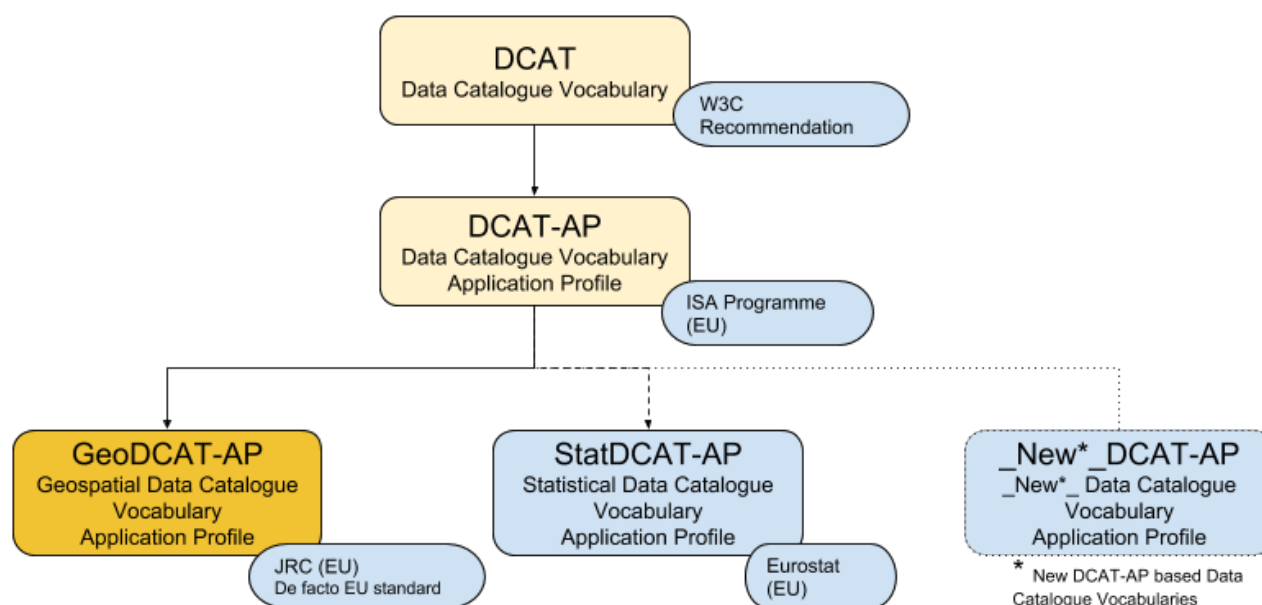 DCAT
Data Catalogue Vocabulary
W3C
Recommendation
DCAT-AP
Data Catalogue Vocabulary
Application Profile
ISA Programme
(EU)
GeoDCAT-AP
Geospatial Data Catalogue
Vocabulary
Application Profile
JRC (EU)
De facto EU standard
StatDCAT-AP
Statistical Data Catalogue
Vocabulary
Application Profile
Eurostat
(EU)
_New*_DCAT-AP
_New*_ Data Catalogue
Vocabulary
Application Profile
* New DCAT-AP based Data
Catalogue Vocabularies